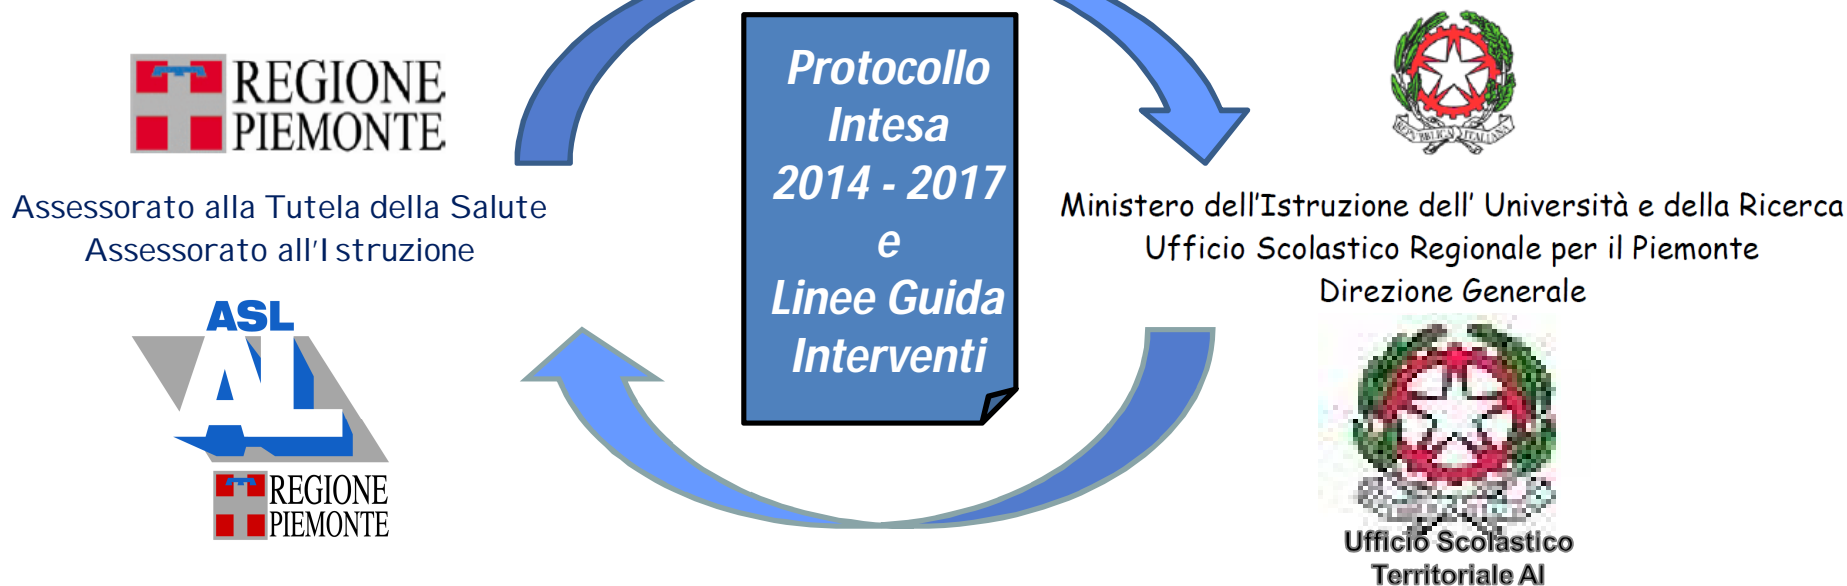 REGIONE
PIEMONTE
Assessorato alla Tutela della Salute
Assessorato all'Istruzione
ASL
AL
REGIONE
PIEMONTE
Protocollo
Intesa
2014 - 2017
e
Linee Guida
Interventi
REPVBBLICA ITALIANA
Ministero dell'Istruzione dell' Università e della Ricerca
Ufficio Scolastico Regionale per il Piemonte
Direzione Generale
Ufficio Scolastico
Territoriale Al